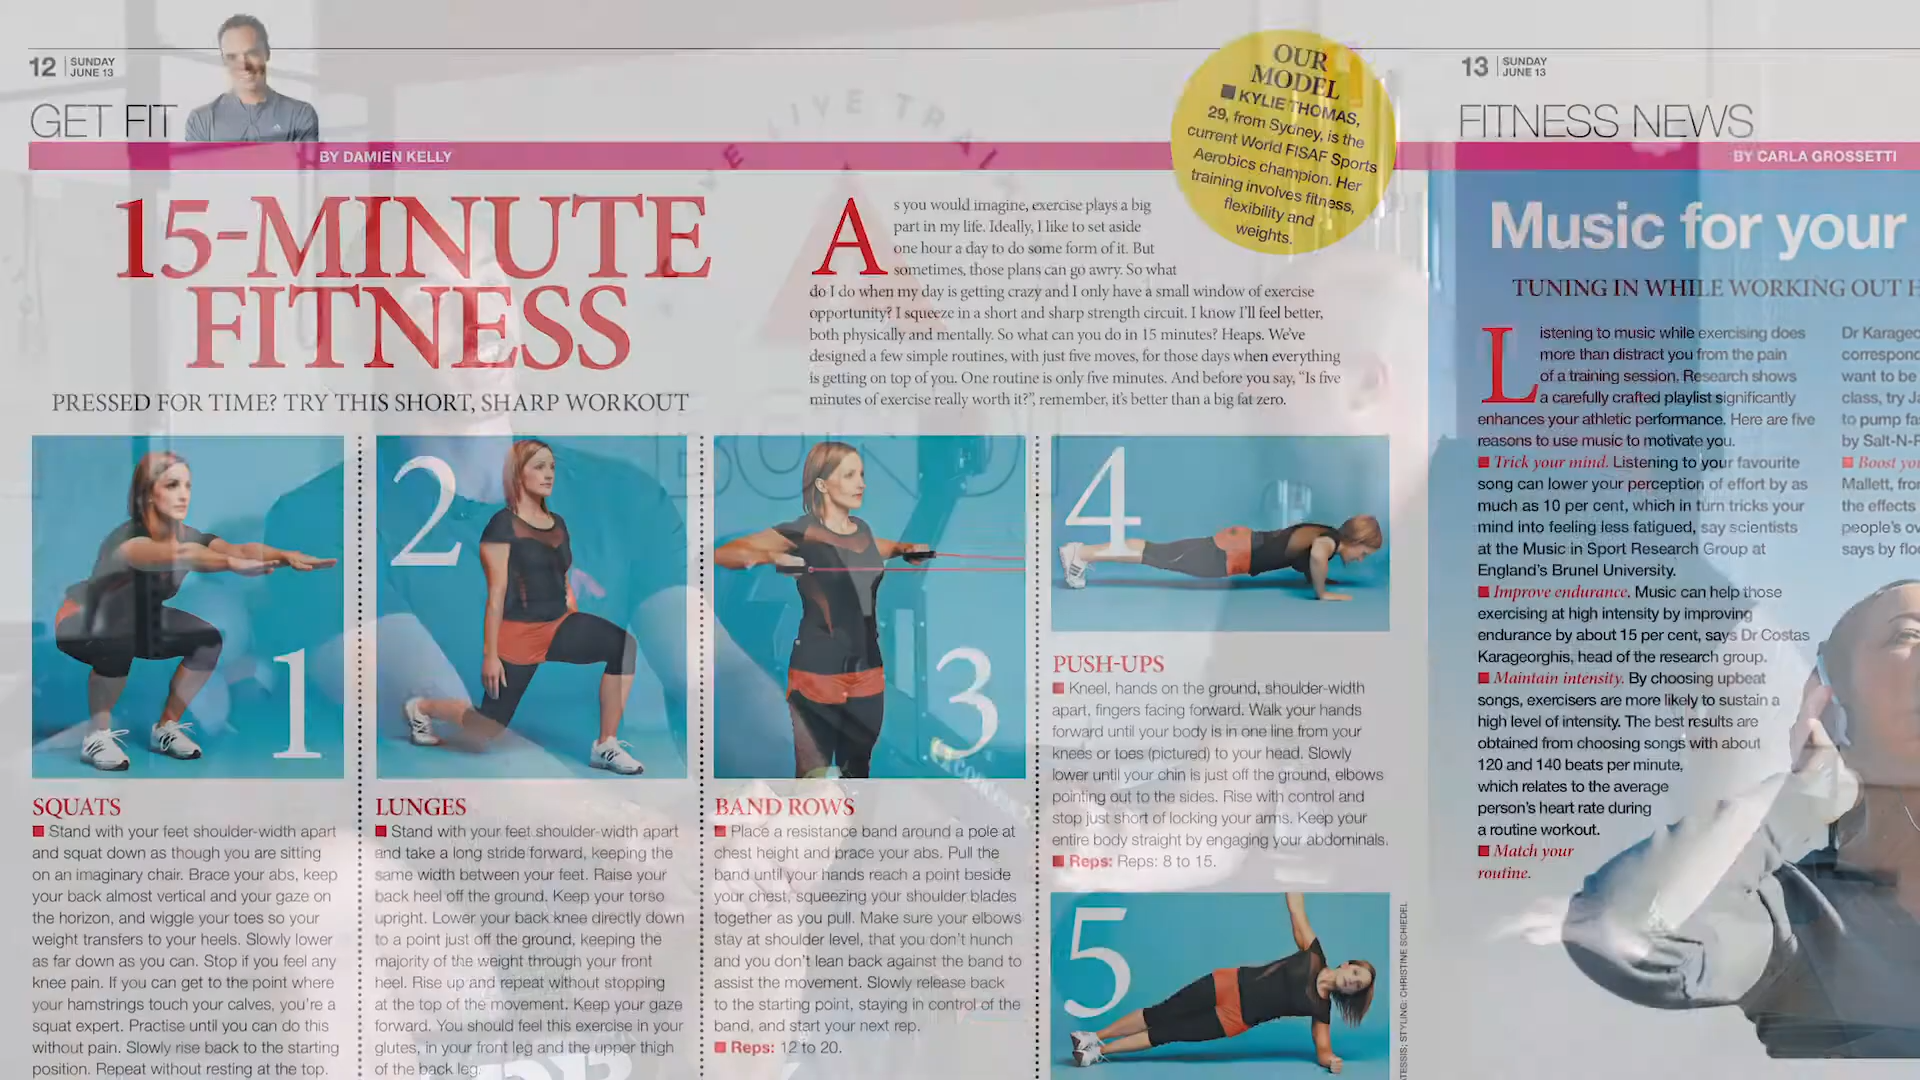 12 SUNDAY
JUNE 13
GET FIT
BY DAMIEN KELLY
15-MINUTE
FITNESS
PRESSED FOR TIME? TRY THIS SHORT, SHARP WORKOUT
As you would imagine, exercise plays a big
part in my life. Ideally, I like to set aside
one hour a day to do some form of it. But
sometimes, those plans can go awry. So what
do I do when my day is getting crazy and I only have a small window of exercise
opportunity? I squeeze in a short and sharp strength circuit. I know I'll feel better,
both physically and mentally. So what can you do in 15 minutes? Heaps. We've
designed a few simple routines, with just five moves, for those days when everything
is getting on top of you. One routine is only five minutes. And before you say, "Is five
minutes of exercise really worth it?", remember, it's better than a big fat zero.
OUR
MODEL
■ KYLIE THOMAS,
29, from Sydney, is the
current World FISAF Sports
Aerobics champion. Her
training involves fitness,
flexibility and
weights.
LIVE TRAIN
BONDI
1
SQUATS
■ Stand with your feet shoulder-width apart
and squat down as though you are sitting
on an imaginary chair. Brace your abs, keep
your back almost vertical and your gaze on
the horizon, and wiggle your toes so your
weight transfers to your heels. Slowly lower
as far down as you can. Stop if you feel any
knee pain. If you can get to the point where
your hamstrings touch your calves, you're a
squat expert. Practise until you can do this
without pain. Slowly rise back to the starting
position. Repeat without resting at the top.
2
LUNGES
■ Stand with your feet shoulder-width apart
and take a long stride forward, keeping the
same width between your feet. Raise your
back heel off the ground. Keep your torso
upright. Lower your back knee directly down
to a point just off the ground, keeping the
majority of the weight through your front
heel. Rise up and repeat without stopping
at the top of the movement. Keep your gaze
forward. You should feel this exercise in your
glutes, in your front leg and the upper thigh
of the back leg.
3
BAND ROWS
■ Place a resistance band around a pole at
chest height and brace your abs. Pull the
band until your hands reach a point beside
your chest, squeezing your shoulder blades
together as you pull. Make sure your elbows
stay at shoulder level, that you don't hunch
and you don't lean back against the band to
assist the movement. Slowly release back
to the starting point, staying in control of the
band, and start your next rep.
■ Reps: 12 to 20.
4
PUSH-UPS
■ Kneel, hands on the ground, shoulder-width
apart, fingers facing forward. Walk your hands
forward until your body is in one line from your
knees or toes (pictured) to your head. Slowly
lower until your chin is just off the ground, elbows
pointing out to the sides. Rise with control and
stop just short of locking your arms. Keep your
entire body straight by engaging your abdominals.
■ Reps: Reps: 8 to 15.
5
STYLING: CHRISTINE SCHIEDEL
13 SUNDAY
JUNE 13
FITNESS NEWS
BY CARLA GROSSETTI
Music for your
TUNING IN WHILE WORKING OUT
Listening to music while exercising does
more than distract you from the pain
of a training session. Research shows
a carefully crafted playlist significantly
enhances your athletic performance. Here are five
reasons to use music to motivate you.
■ Trick your mind. Listening to your favourite
song can lower your perception of effort by as
much as 10 per cent, which in turn tricks your
mind into feeling less fatigued, say scientists
at the Music in Sport Research Group at
England's Brunel University.
■ Improve endurance. Music can help those
exercising at high intensity by improving
endurance by about 15 per cent, says Dr Costas
Karageorghis, head of the research group.
■ Maintain intensity. By choosing upbeat
songs, exercisers are more likely to sustain a
high level of intensity. The best results are
obtained from choosing songs with about
120 and 140 beats per minute,
which relates to the average
person's heart rate during
a routine workout.
■ Match your
routine.
Dr Karageo
correspond
want to be
class, try Ja
to pump fa
by Salt-N-P
■ Boost you
Mallett, from
the effects
people's ov
says by floo